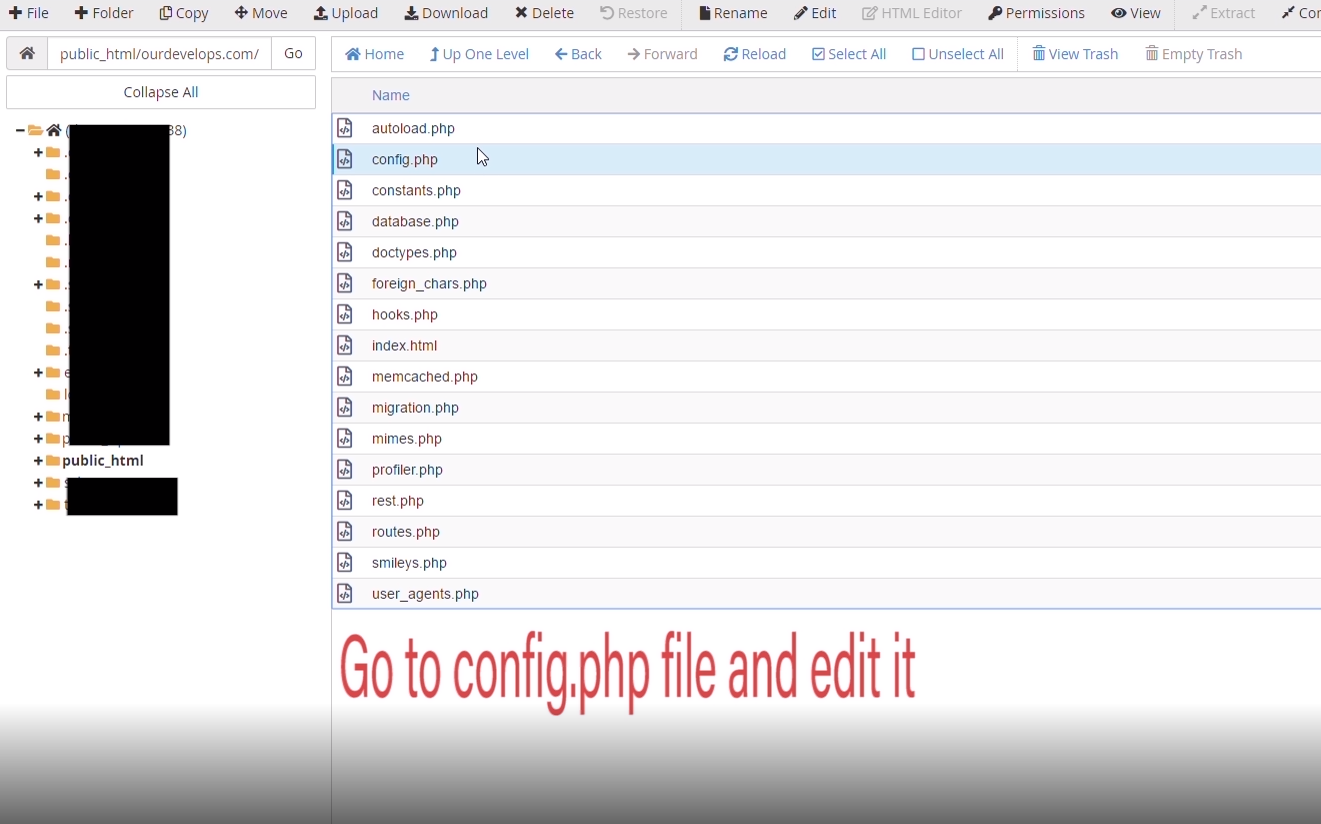 File Folder Copy Move Upload Download Delete Restore Rename Edit HTML Editor Permissions View Extract
public_html/ourdevelops.com/ Go Home Up One Level Back Forward Reload Select All Unselect All View Trash Empty Trash
Collapse All
Name
autoload.php
config.php
constants.php
database.php
doctypes.php
foreign_chars.php
hooks.php
index.html
memcached.php
migration.php
mimes.php
profiler.php
rest.php
routes.php
smileys.php
user_agents.php
public_html
Go to config.php file and edit it